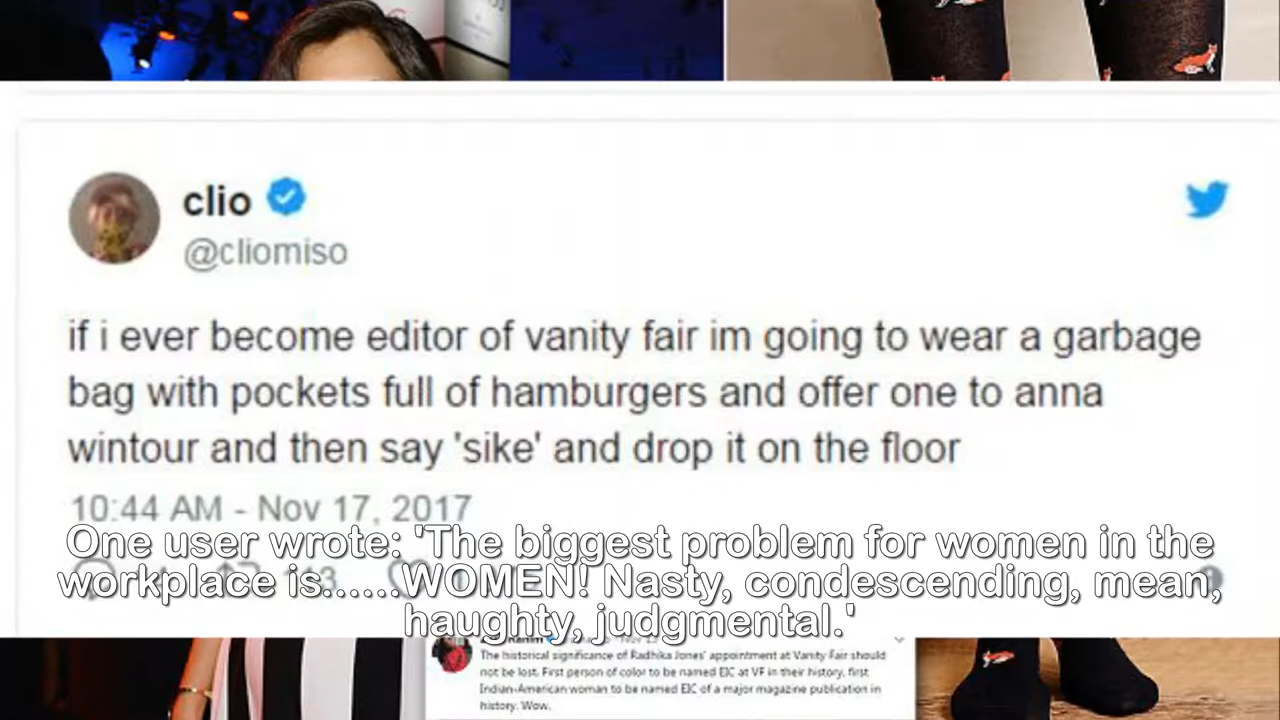 clio
@cliomiso
if i ever become editor of vanity fair im going to wear a garbage
bag with pockets full of hamburgers and offer one to anna
wintour and then say 'sike' and drop it on the floor
10:44 AM - Nov 17, 2017
One user wrote: 'The biggest problem for women in the
workplace is......WOMEN! Nasty, condescending, mean,
haughty, judgmental.'
The historical significance of Radhika Jones' appointment at Vanity Fair should
not be lost. First person of color to be named EIC at VF in their history, first
Indian-American woman to be named EIC of a major magazine publication in
history. Wow.